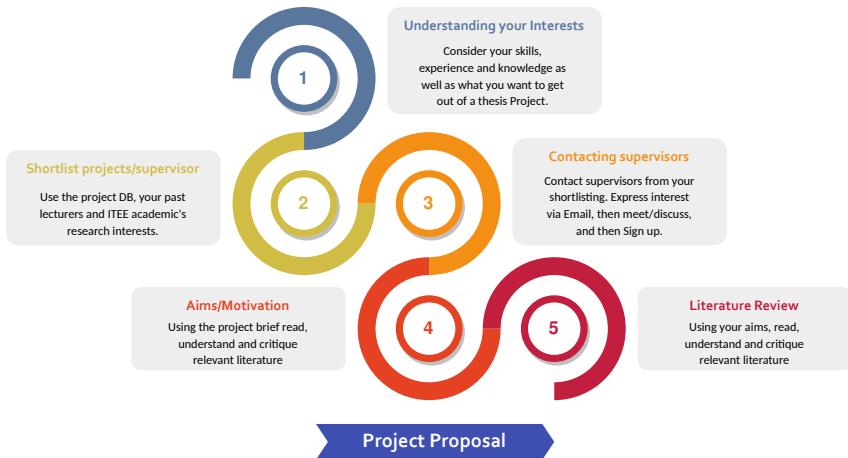 Understanding your Interests
Consider your skills,
experience and knowledge as
well as what you want to get
out of a thesis Project.
1
Shortlist projects/supervisor
Use the project DB, your past
lecturers and ITEE academic's
research interests.
2
3
Contacting supervisors
Contact supervisors from your
shortlisting. Express interest
via Email, then meet/discuss,
and then Sign up.
Aims/Motivation
Using the project brief read,
understand and critique
relevant literature
4
5
Literature Review
Using your aims, read,
understand and critique
relevant literature
Project Proposal